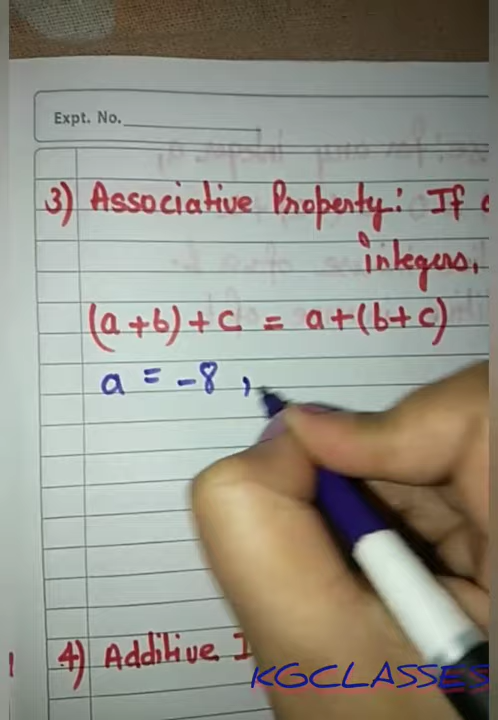 Expt. No.
3) Associative Property: If
integers,
(a+b)+c = a+(b+c)
a = -8 ,
4) Additive I
KGCLASSES